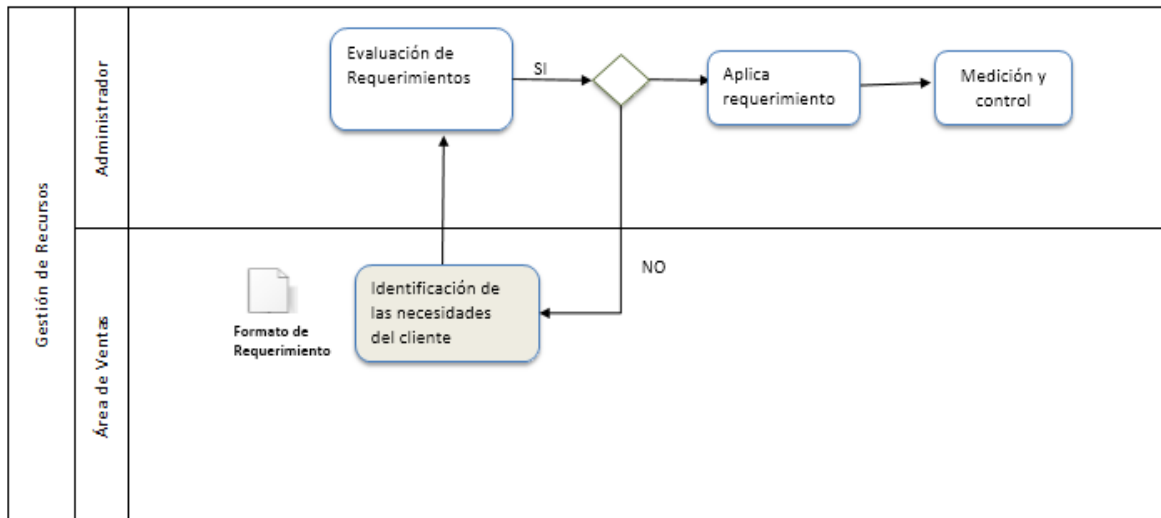 Gestión de Recursos
Administrador
Evaluación de
Requerimientos
SI
Aplica
requerimiento
Medición y
control
Área de Ventas
Formato de
Requerimiento
Identificación de
las necesidades
del cliente
NO